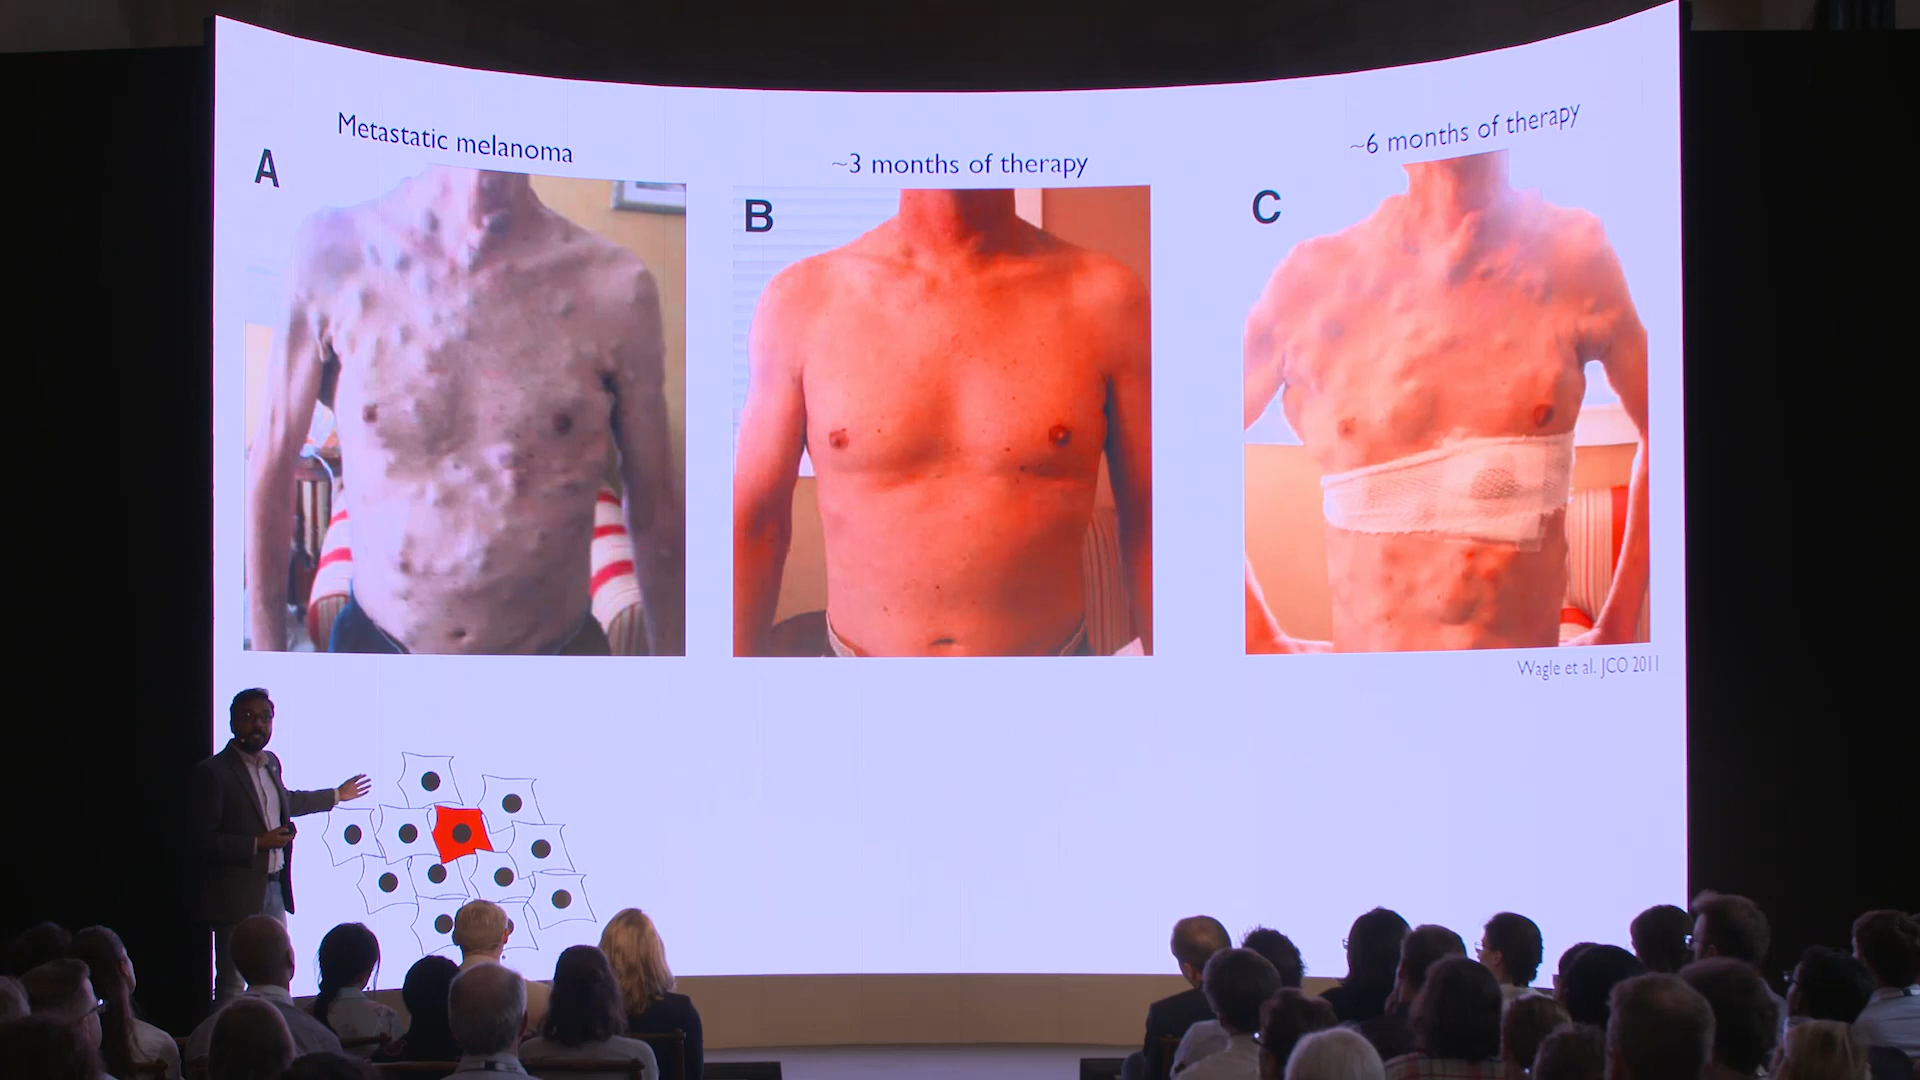 Metastatic melanoma
A
~3 months of therapy
B
~6 months of therapy
C
Wagle et al. JCO 2011